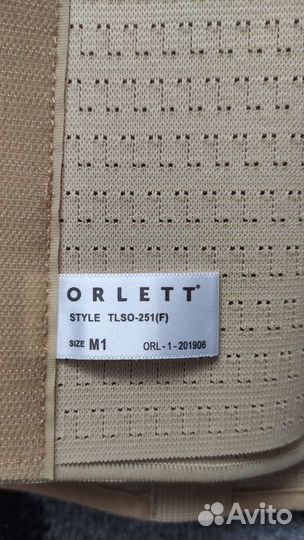 ORLETT®
STYLE TLSO-251(F)
SIZE M1 ORL-1-201906
Avito